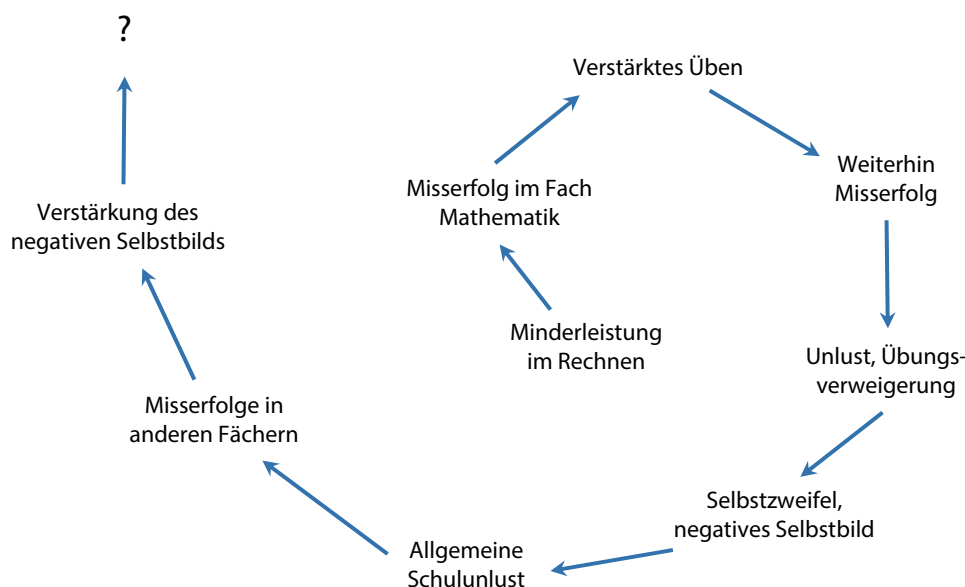 ?
Verstärktes Üben
Weiterhin
Misserfolg
Misserfolg im Fach
Mathematik
Verstärkung des
negativen Selbstbilds
Minderleistung
im Rechnen
Unlust, Übungs-
verweigerung
Misserfolge in
anderen Fächern
Selbstzweifel,
negatives Selbstbild
Allgemeine
Schulunlust